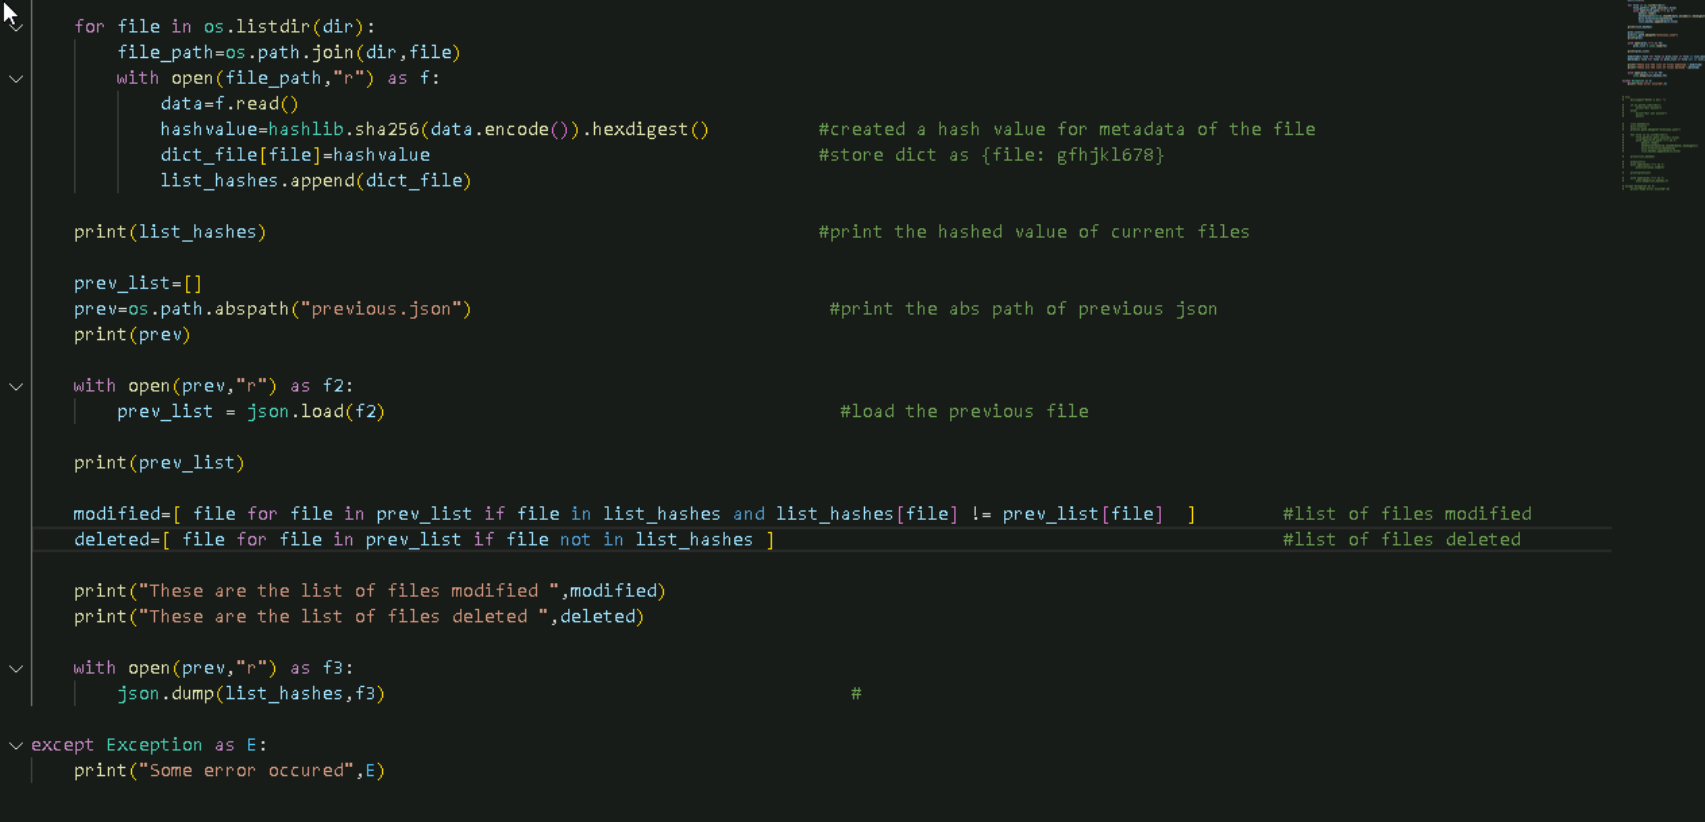 for file in os.listdir(dir):
file_path=os.path.join(dir,file)
with open(file_path,"r") as f:
data=f.read()
hashvalue=hashlib.sha256(data.encode()).hexdigest() #created a hash value for metadata of the file
dict_file[file]=hashvalue #store dict as {file: gfhjkl678}
list_hashes.append(dict_file)
print(list_hashes) #print the hashed value of current files
prev_list=[]
prev=os.path.abspath("previous.json") #print the abs path of previous json
print(prev)
with open(prev,"r") as f2:
prev_list = json.load(f2) #load the previous file
print(prev_list)
modified=[ file for file in prev_list if file in list_hashes and list_hashes[file] != prev_list[file] ] #list of files modified
deleted=[ file for file in prev_list if file not in list_hashes ] #list of files deleted
print("These are the list of files modified ",modified)
print("These are the list of files deleted ",deleted)
with open(prev,"r") as f3:
json.dump(list_hashes,f3) #
except Exception as E:
print("Some error occured",E)